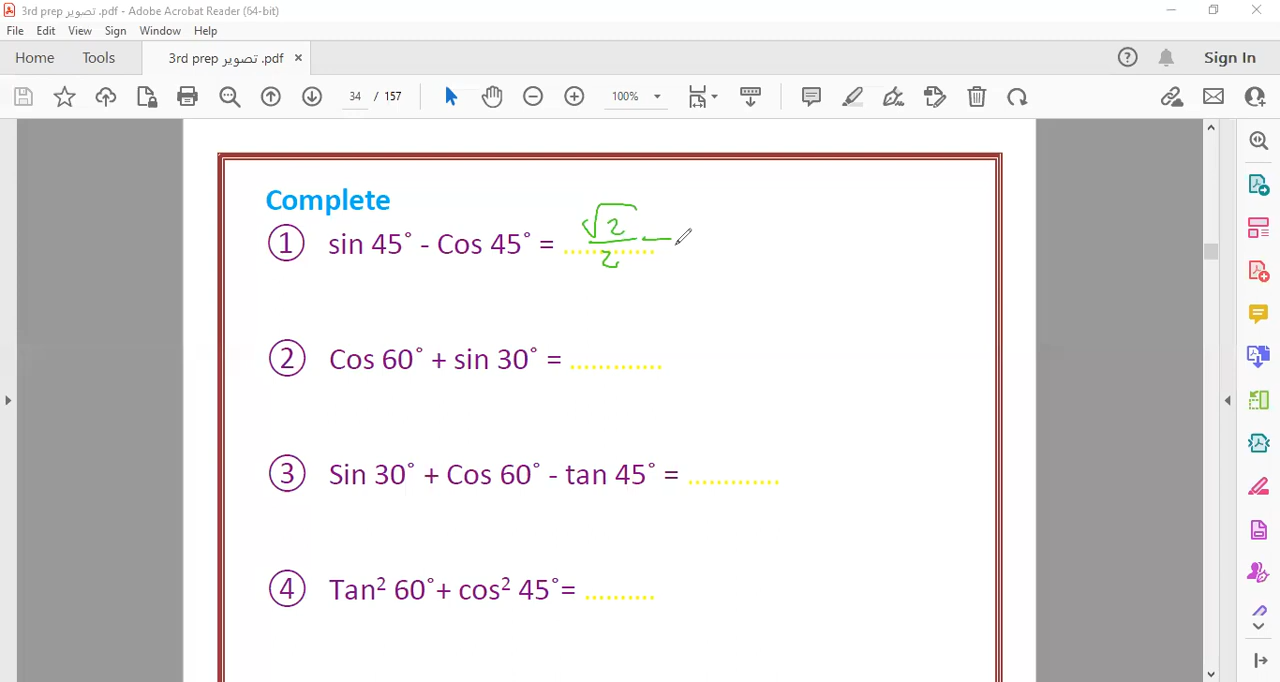 3rd prep تصوير .pdf - Adobe Acrobat Reader (64-bit)
File Edit View Sign Window Help
Home Tools 3rd prep تصوير .pdf × Sign In
34 / 157 100%
Complete
① sin 45° - Cos 45° = ............. √2/2 —
② Cos 60° + sin 30° = .............
③ Sin 30° + Cos 60° - tan 45° = .............
④ Tan² 60°+ cos² 45°= ..........